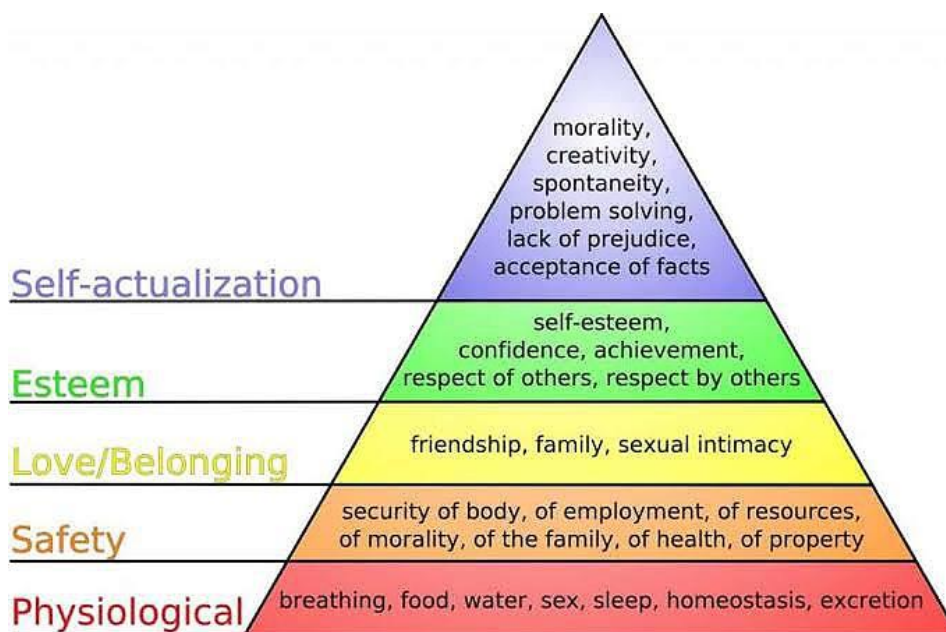 morality,
creativity,
spontaneity,
problem solving,
lack of prejudice,
acceptance of facts
Self-actualization
self-esteem,
confidence, achievement,
respect of others, respect by others
Esteem
friendship, family, sexual intimacy
Love/Belonging
security of body, of employment, of resources,
of morality, of the family, of health, of property
Safety
breathing, food, water, sex, sleep, homeostasis, excretion
Physiological